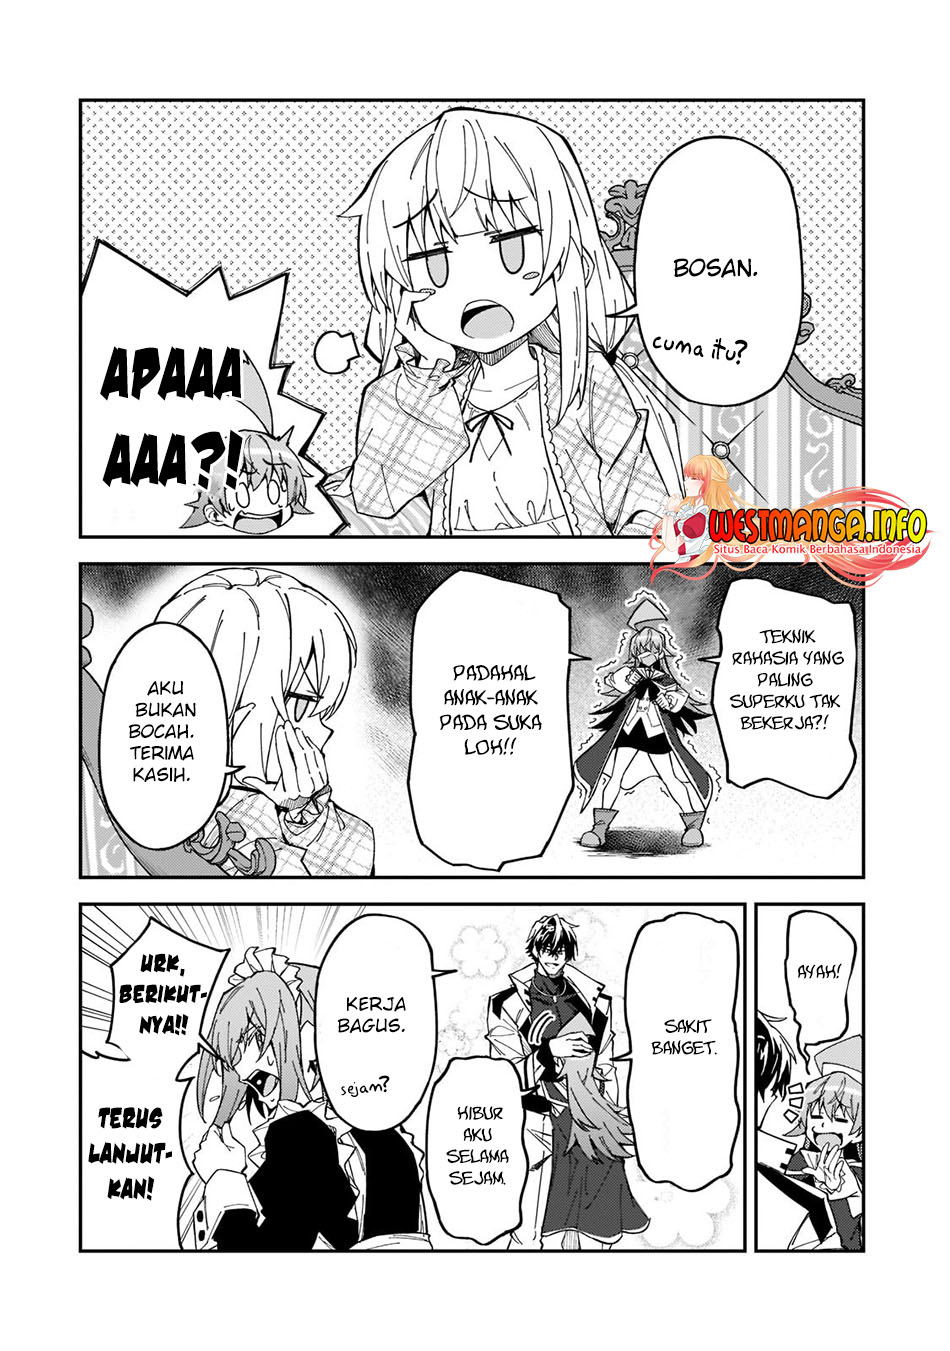 BOSAN.
cuma itu?
APAAA
AAA?!
WESTMANGA.INFO
Situs Baca Komik Berbahasa Indonesia
TEKNIK
RAHASIA YANG
PALING
SUPERKU TAK
BEKERJA?!
PADAHAL
ANAK-ANAK
PADA SUKA
LOH!!
AKU
BUKAN
BOCAH.
TERIMA
KASIH.
AYAH!
SAKIT
BANGET.
HIBUR
AKU
SELAMA
SEJAM.
KERJA
BAGUS.
sejam?
URK,
BERIKUT-
NYA!!
TERUS
LANJUT-
KAN!